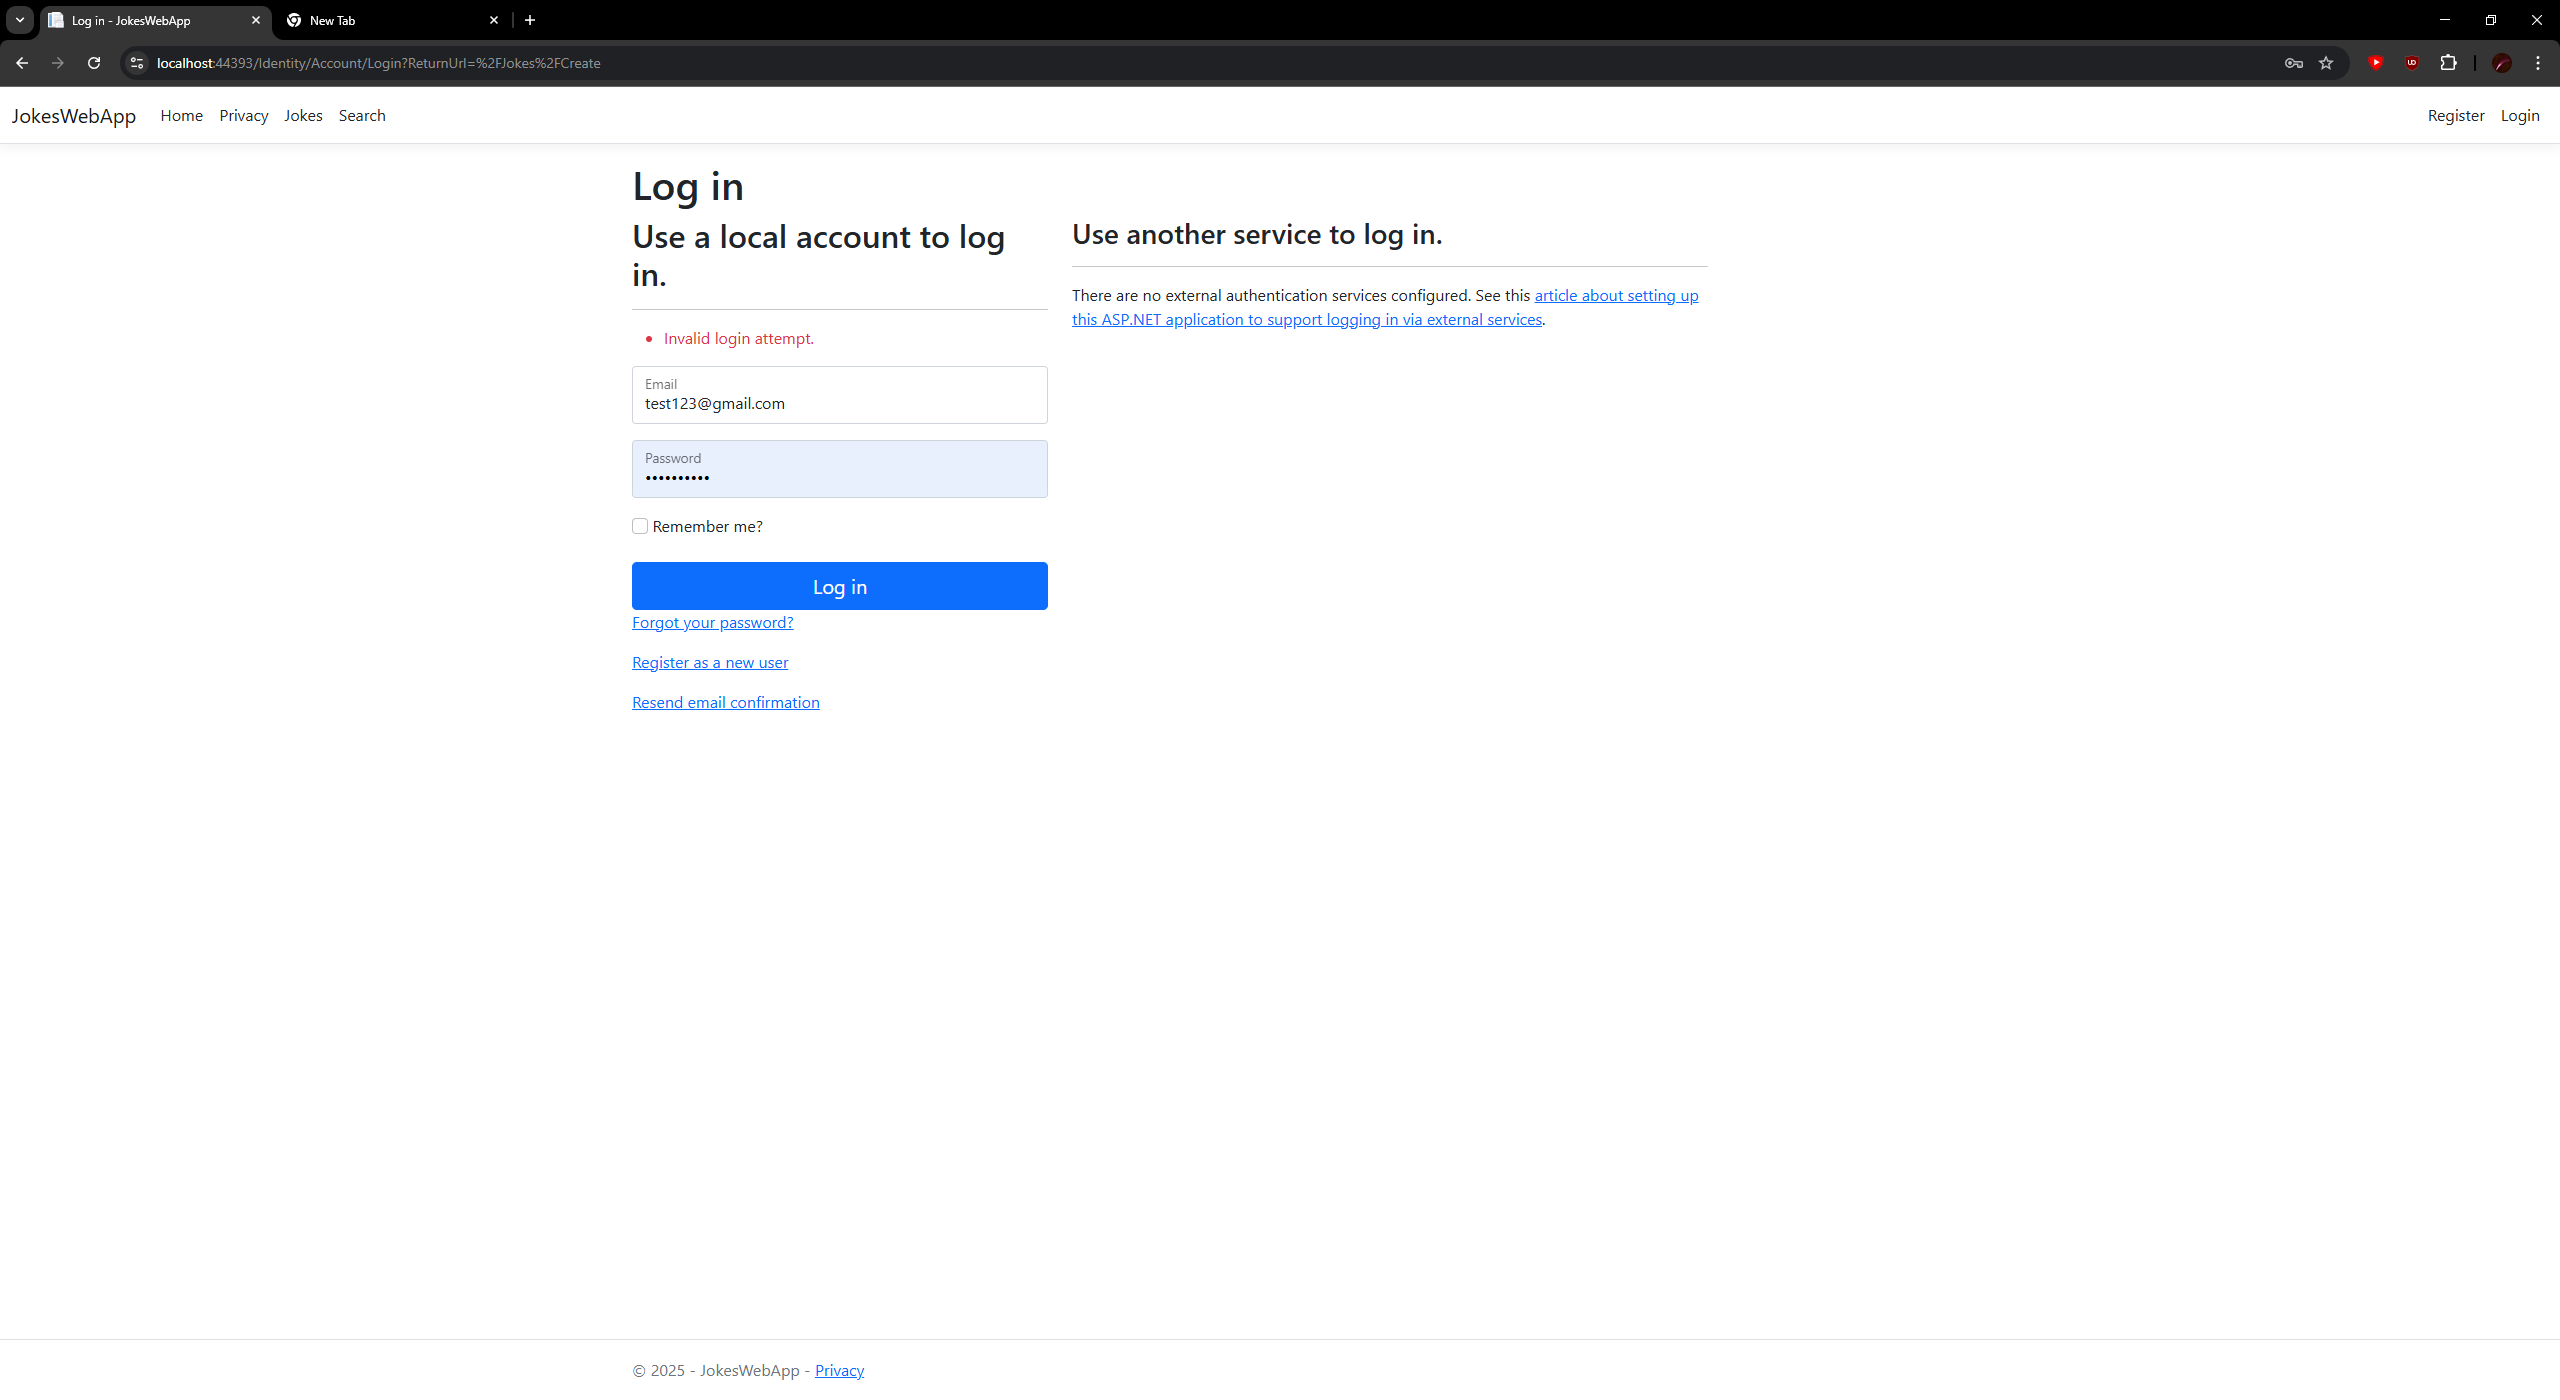 Log in - JokesWebApp
New Tab
localhost:44393/Identity/Account/Login?ReturnUrl=%2FJokes%2FCreate
JokesWebApp Home Privacy Jokes Search Register Login
Log in
Use a local account to log
in.
Invalid login attempt.
Email
test123@gmail.com
Password
••••••••••
Remember me?
Log in
Forgot your password?
Register as a new user
Resend email confirmation
Use another service to log in.
There are no external authentication services configured. See this article about setting up
this ASP.NET application to support logging in via external services.
© 2025 - JokesWebApp - Privacy